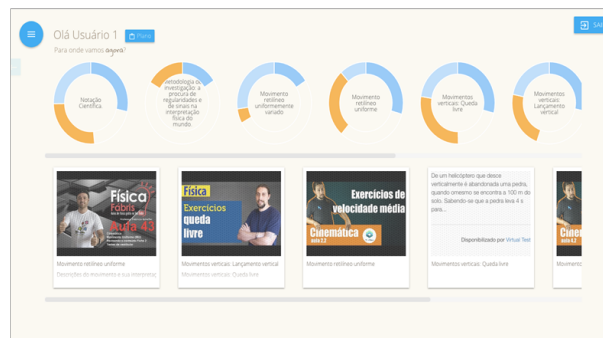 Olá Usuário 1
Plano
SAI
Para onde vamos agora?
Notação
Científica
Metodologia de
investigação: a
procura de
regularidades e
de sinais na
interpretação
física do
mundo
Movimento
retilíneo
uniformemente
variado
Movimento
retilíneo
uniforme
Movimentos
verticais: Queda
livre
Movimentos
verticais:
Lançamento
vertical
Física
Fabris
Aula 43
Física
Exercícios
queda
livre
Exercícios de
velocidade média
Cinemática
aula 2.2
De um helicóptero que desce
verticalmente é abandonada uma pedra,
quando o mesmo se encontra a 100 m do
solo. Sabendo-se que a pedra leva 4 s
para...
Disponibilizado por Virtual Test
Movimento retilíneo uniforme
Descrições do movimento e sua interpretaç
Movimentos verticais: Lançamento vertical
Movimentos verticais: Queda livre
Movimento retilíneo uniforme
Movimentos verticais: Queda livre